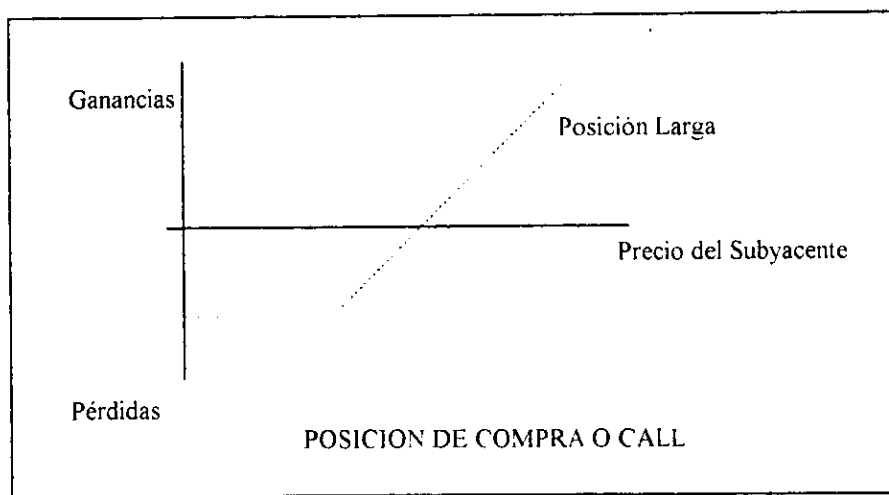 Ganancias
Posición Larga
Precio del Subyacente
Pérdidas
POSICION DE COMPRA O CALL